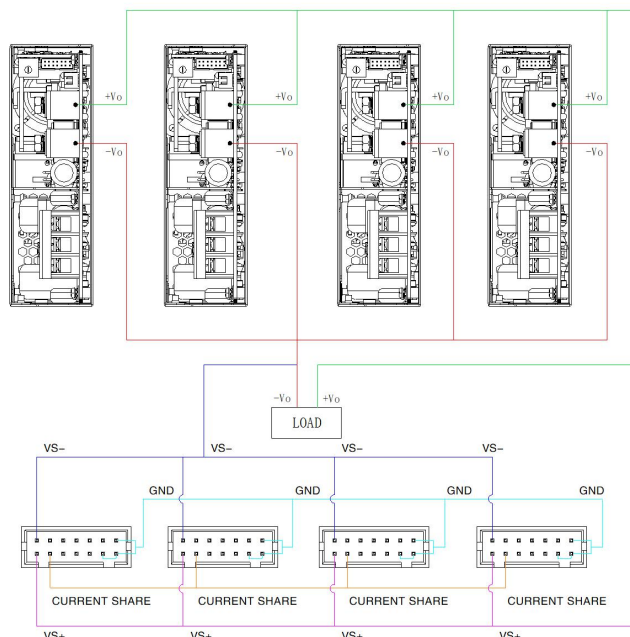 +Vo +Vo +Vo +Vo
-Vo -Vo -Vo -Vo
-Vo +Vo
LOAD
VS- VS- VS- VS-
GND GND GND GND
CURRENT SHARE CURRENT SHARE CURRENT SHARE CURRENT SHARE
VS+ VS+ VS+ VS+